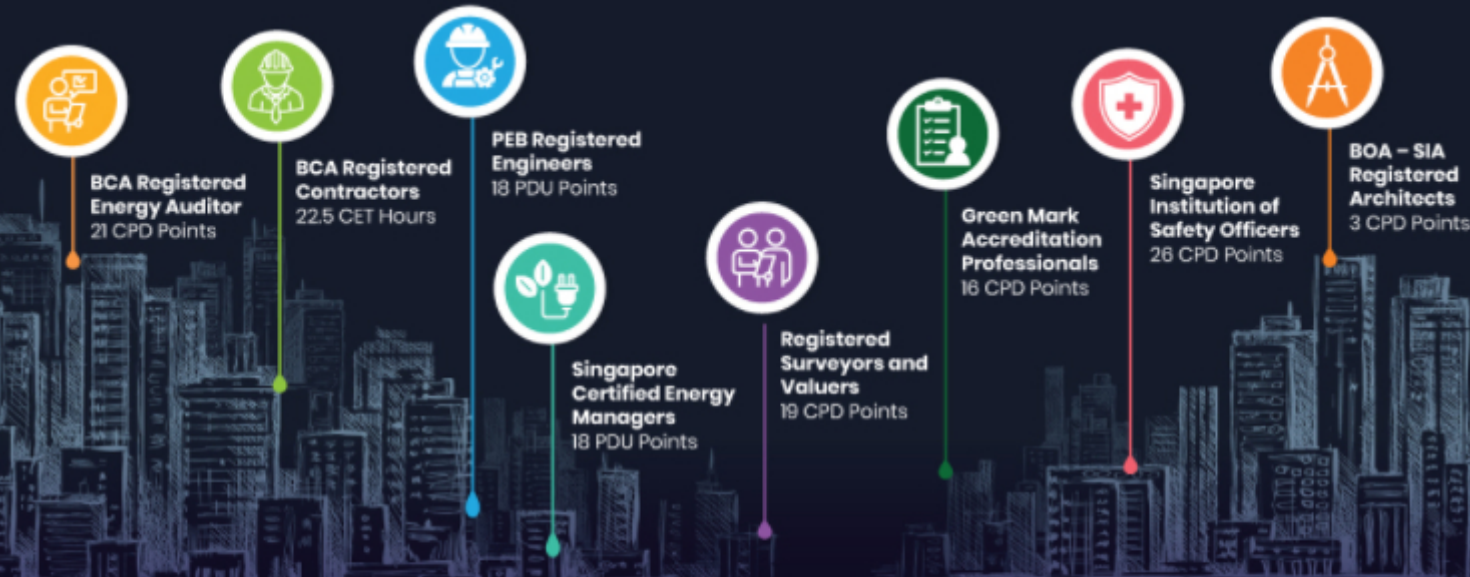 BCA Registered
Energy Auditor
21 CPD Points
BCA Registered
Contractors
22.5 CET Hours
PEB Registered
Engineers
18 PDU Points
Singapore
Certified Energy
Managers
18 PDU Points
Registered
Surveyors and
Valuers
19 CPD Points
Green Mark
Accreditation
Professionals
16 CPD Points
Singapore
Institution of
Safety Officers
26 CPD Points
BOA – SIA
Registered
Architects
3 CPD Points